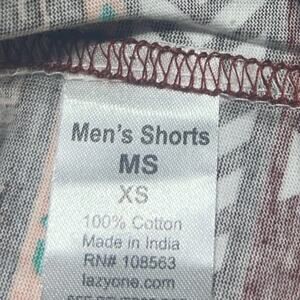 Men's Shorts
MS
XS
100% Cotton
Made in India
RN# 108563
lazyone.com